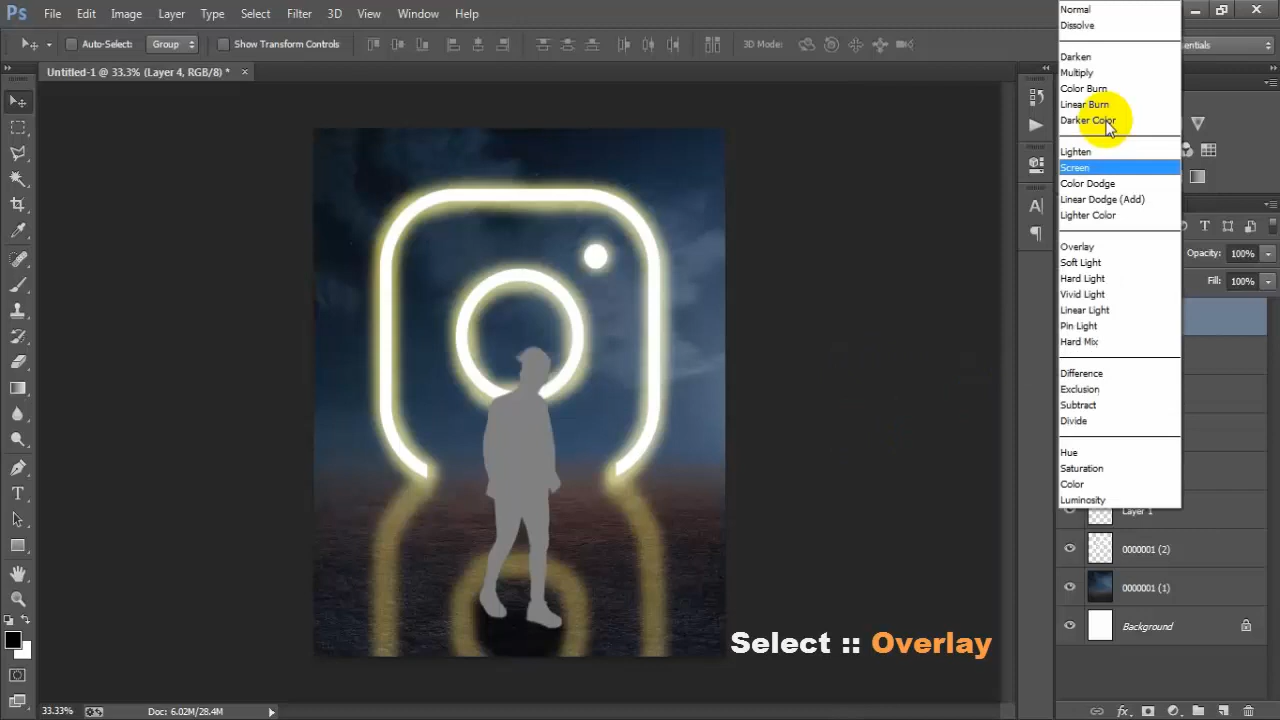 Ps File Edit Image Layer Type Select Filter 3D View Window Help
Auto-Select: Group Show Transform Controls 3D Mode: entials
Untitled-1 @ 33.3% (Layer 4, RGB/8) * ×
Normal
Dissolve
Darken
Multiply
Color Burn
Linear Burn
Darker Color
Lighten
Screen
Color Dodge
Linear Dodge (Add)
Lighter Color
Overlay
Soft Light
Hard Light
Vivid Light
Linear Light
Pin Light
Hard Mix
Difference
Exclusion
Subtract
Divide
Hue
Saturation
Color
Luminosity
Opacity: 100%
Fill: 100%
Layer 1
0000001 (2)
0000001 (1)
Background
Select :: Overlay
33.33% Doc: 6.02M/28.4M